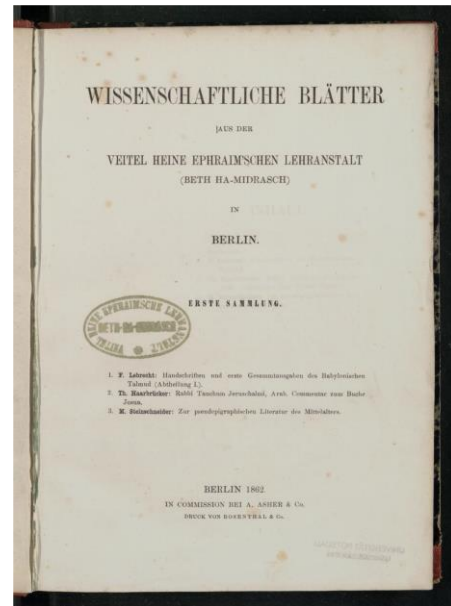 WISSENSCHAFTLICHE BLÄTTER
AUS DER
VEITEL HEINE EPHRAIM'SCHEN LEHRANSTALT
(BETH HA-MIDRASCH)
IN
BERLIN.
ERSTE SAMMLUNG.
VEITEL HEINE EPHRAIMSCHE LEHRANSTALT
BETH-HA-MIDRASCH
1. F. Lebrecht: Handschriften und erste Gesammtausgaben des Babylonischen
Talmud (Abtheilung I.).
2. Th. Haarbrücker: Rabbi Tanchum Jeruschalmi, Arab. Commentar zum Buche
Josua.
3. M. Steinschneider: Zur pseudepigraphischen Literatur des Mittelalters.
BERLIN 1862
IN COMMISSION BEI A. ASHER & Co.
DRUCK VON ROSENTHAL & Co.